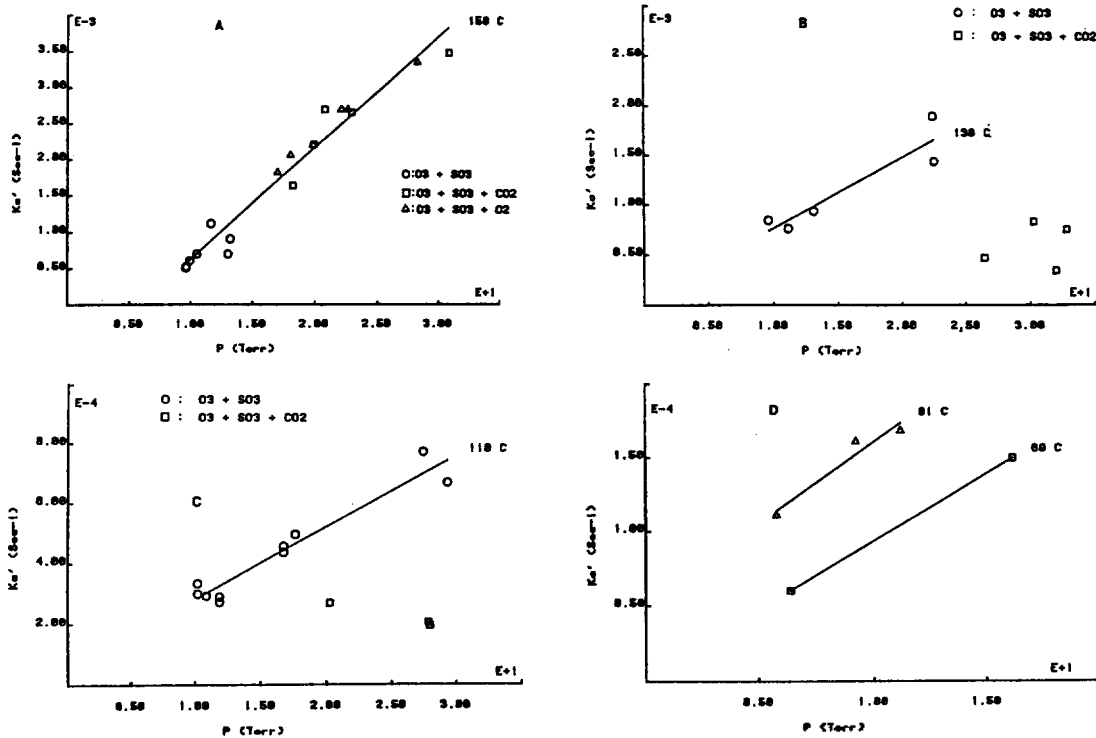 E-3
A
150 C
3.50
2.50
2.00
1.50
1.00
0.50
Ko' (Sec-1)
O:O3 + SO3
□:O3 + SO3 + CO2
△:O3 + SO3 + O2
E+1
0.50 1.00 1.50 2.00 2.50 3.00
P (Torr)
E-3
B
O : O3 + SO3
□ : O3 + SO3 + CO2
2.50
2.00
1.50
1.00
0.50
Ko' (Sec-1)
130 C
E+1
0.50 1.00 1.50 2.00 2.50 3.00
P (Torr)
E-4
O : O3 + SO3
□ : O3 + SO3 + CO2
110 C
C
8.00
6.00
4.00
2.00
Ko' (Sec-1)
E+1
0.50 1.00 1.50 2.00 2.50 3.00
P (Torr)
E-4
D
91 C
69 C
1.50
1.00
0.50
Ko' (Sec-1)
E+1
0.50 1.00 1.50
P (Torr)